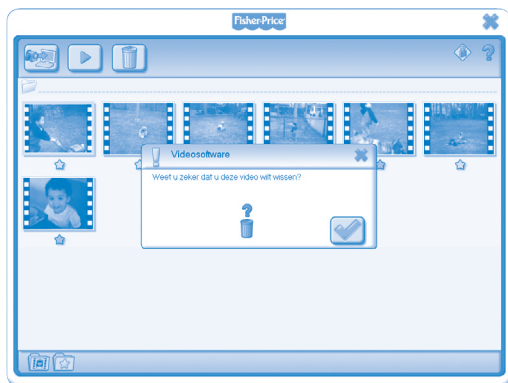 Fisher-Price
Videosoftware
Weet u zeker dat u deze video wilt wissen?